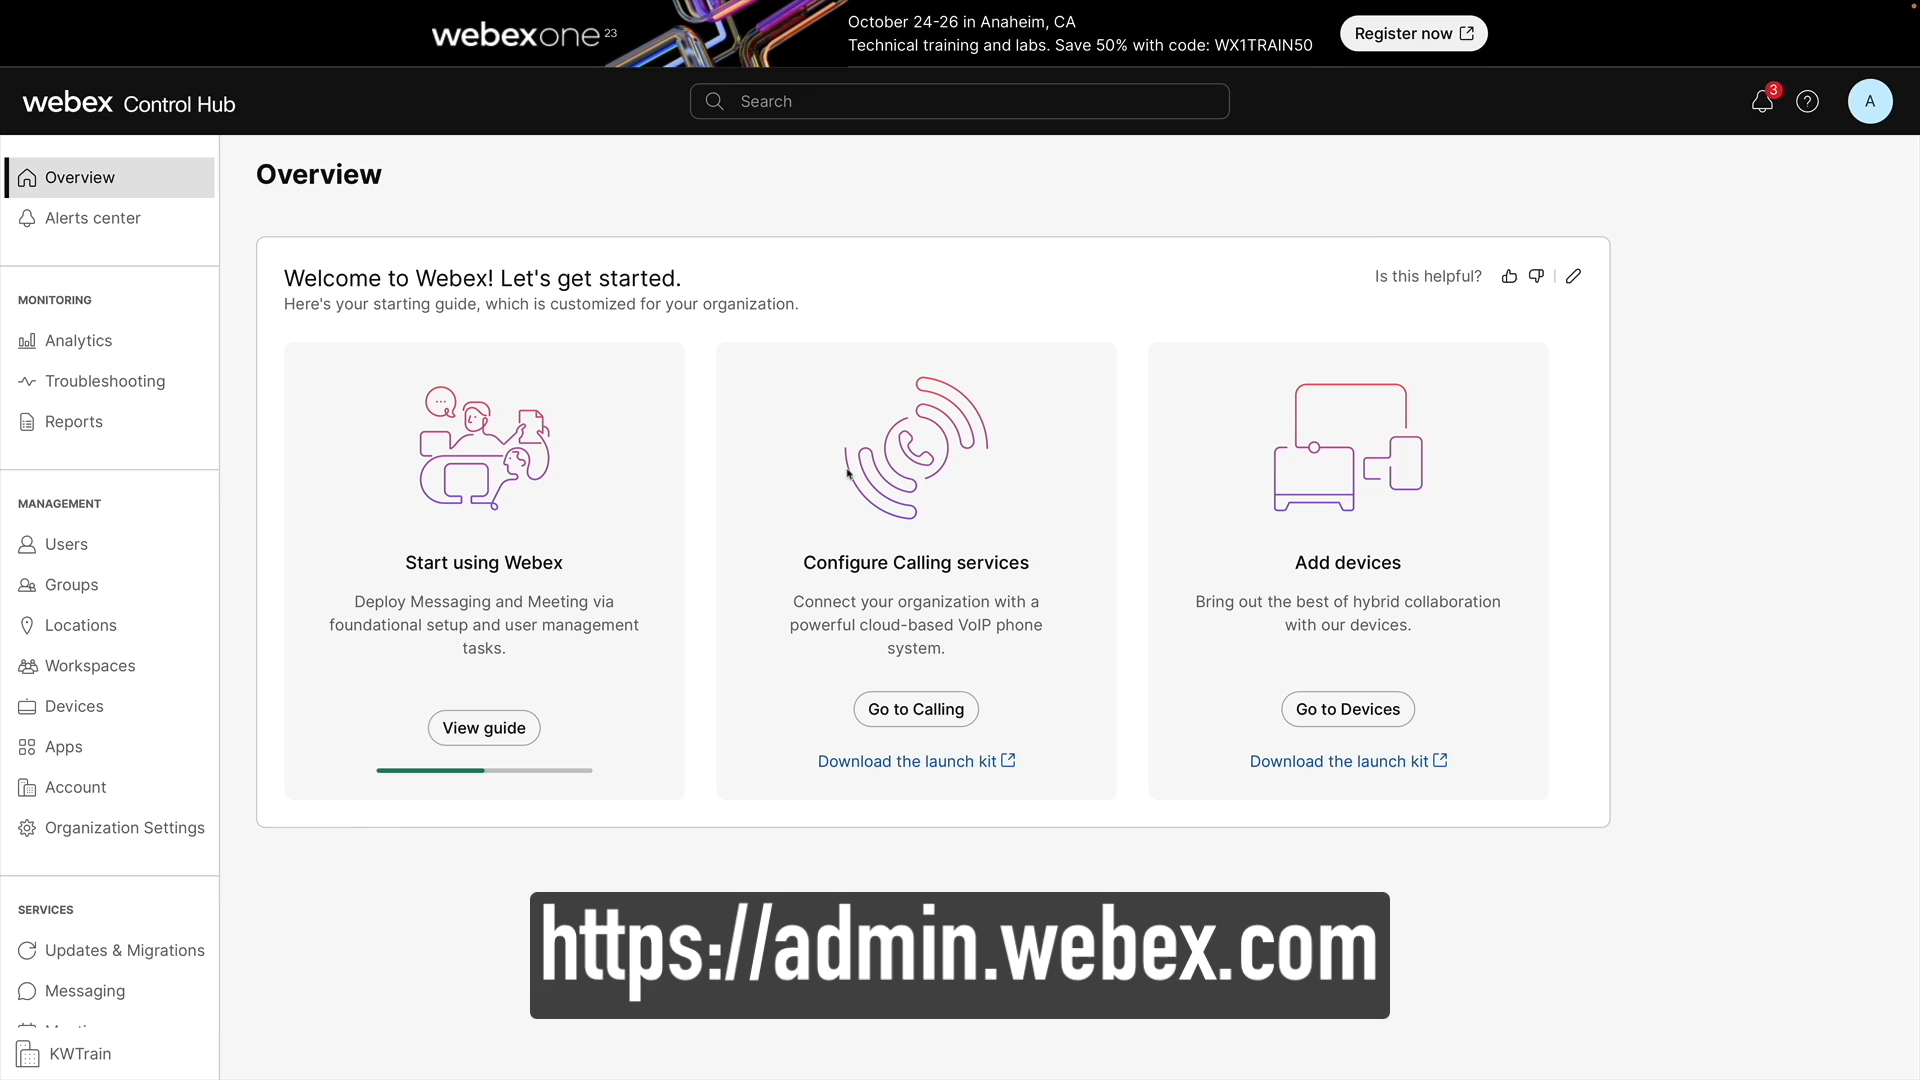 webexone 23
October 24-26 in Anaheim, CA
Technical training and labs. Save 50% with code: WX1TRAIN50
Register now
webex Control Hub
Search
3
A
Overview
Alerts center
MONITORING
Analytics
Troubleshooting
Reports
MANAGEMENT
Users
Groups
Locations
Workspaces
Devices
Apps
Account
Organization Settings
SERVICES
Updates & Migrations
Messaging
KWTrain
Overview
Welcome to Webex! Let's get started.
Here's your starting guide, which is customized for your organization.
Is this helpful?
Start using Webex
Deploy Messaging and Meeting via
foundational setup and user management
tasks.
View guide
Configure Calling services
Connect your organization with a
powerful cloud-based VoIP phone
system.
Go to Calling
Download the launch kit
Add devices
Bring out the best of hybrid collaboration
with our devices.
Go to Devices
Download the launch kit
https://admin.webex.com